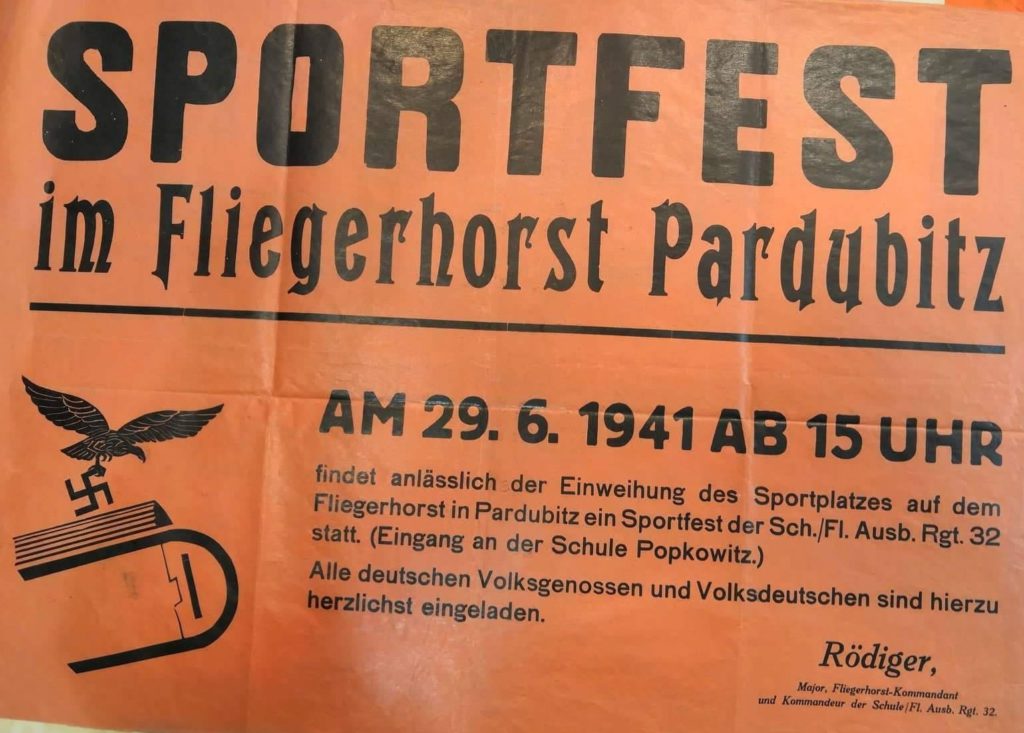 SPORTFEST
im Fliegerhorst Pardubitz
AM 29. 6. 1941 AB 15 UHR
findet anlässlich der Einweihung des Sportplatzes auf dem
Fliegerhorst in Pardubitz ein Sportfest der Sch./Fl. Ausb. Rgt. 32
statt. (Eingang an der Schule Popkowitz.)
Alle deutschen Volksgenossen und Volksdeutschen sind hierzu
herzlichst eingeladen.
Rödiger,
Major, Fliegerhorst-Kommandant
und Kommandeur der Schule/Fl. Ausb. Rgt. 32.